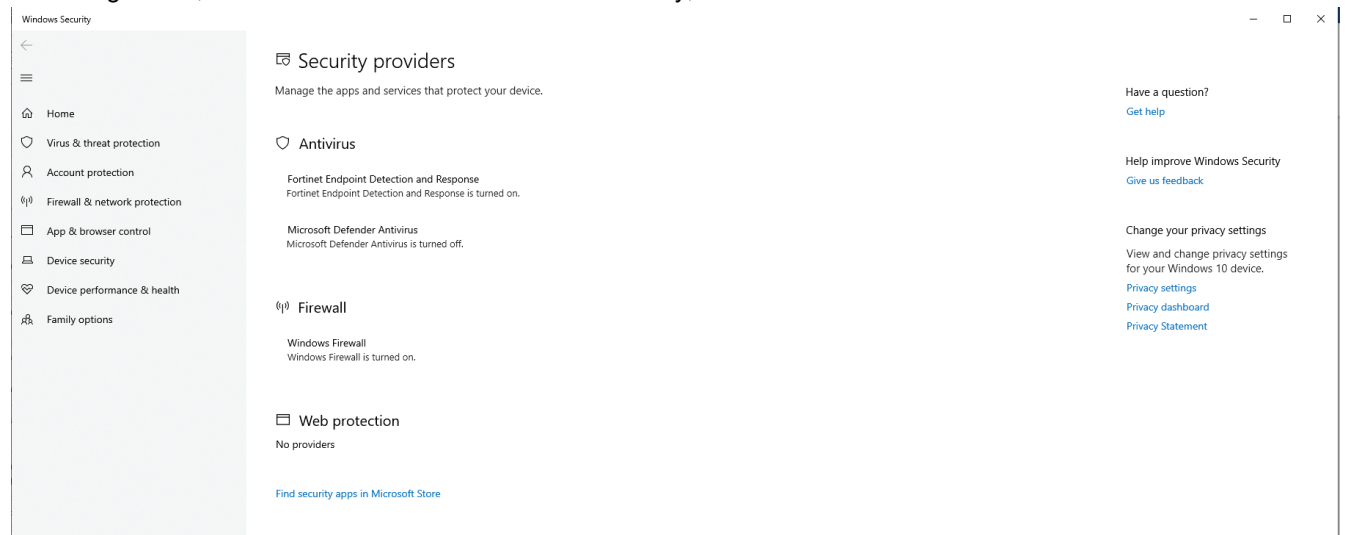 Windows Security
Home
Virus & threat protection
Account protection
Firewall & network protection
App & browser control
Device security
Device performance & health
Family options
Security providers
Manage the apps and services that protect your device.
Antivirus
Fortinet Endpoint Detection and Response
Fortinet Endpoint Detection and Response is turned on.
Microsoft Defender Antivirus
Microsoft Defender Antivirus is turned off.
Firewall
Windows Firewall
Windows Firewall is turned on.
Web protection
No providers
Find security apps in Microsoft Store
Have a question?
Get help
Help improve Windows Security
Give us feedback
Change your privacy settings
View and change privacy settings
for your Windows 10 device.
Privacy settings
Privacy dashboard
Privacy Statement